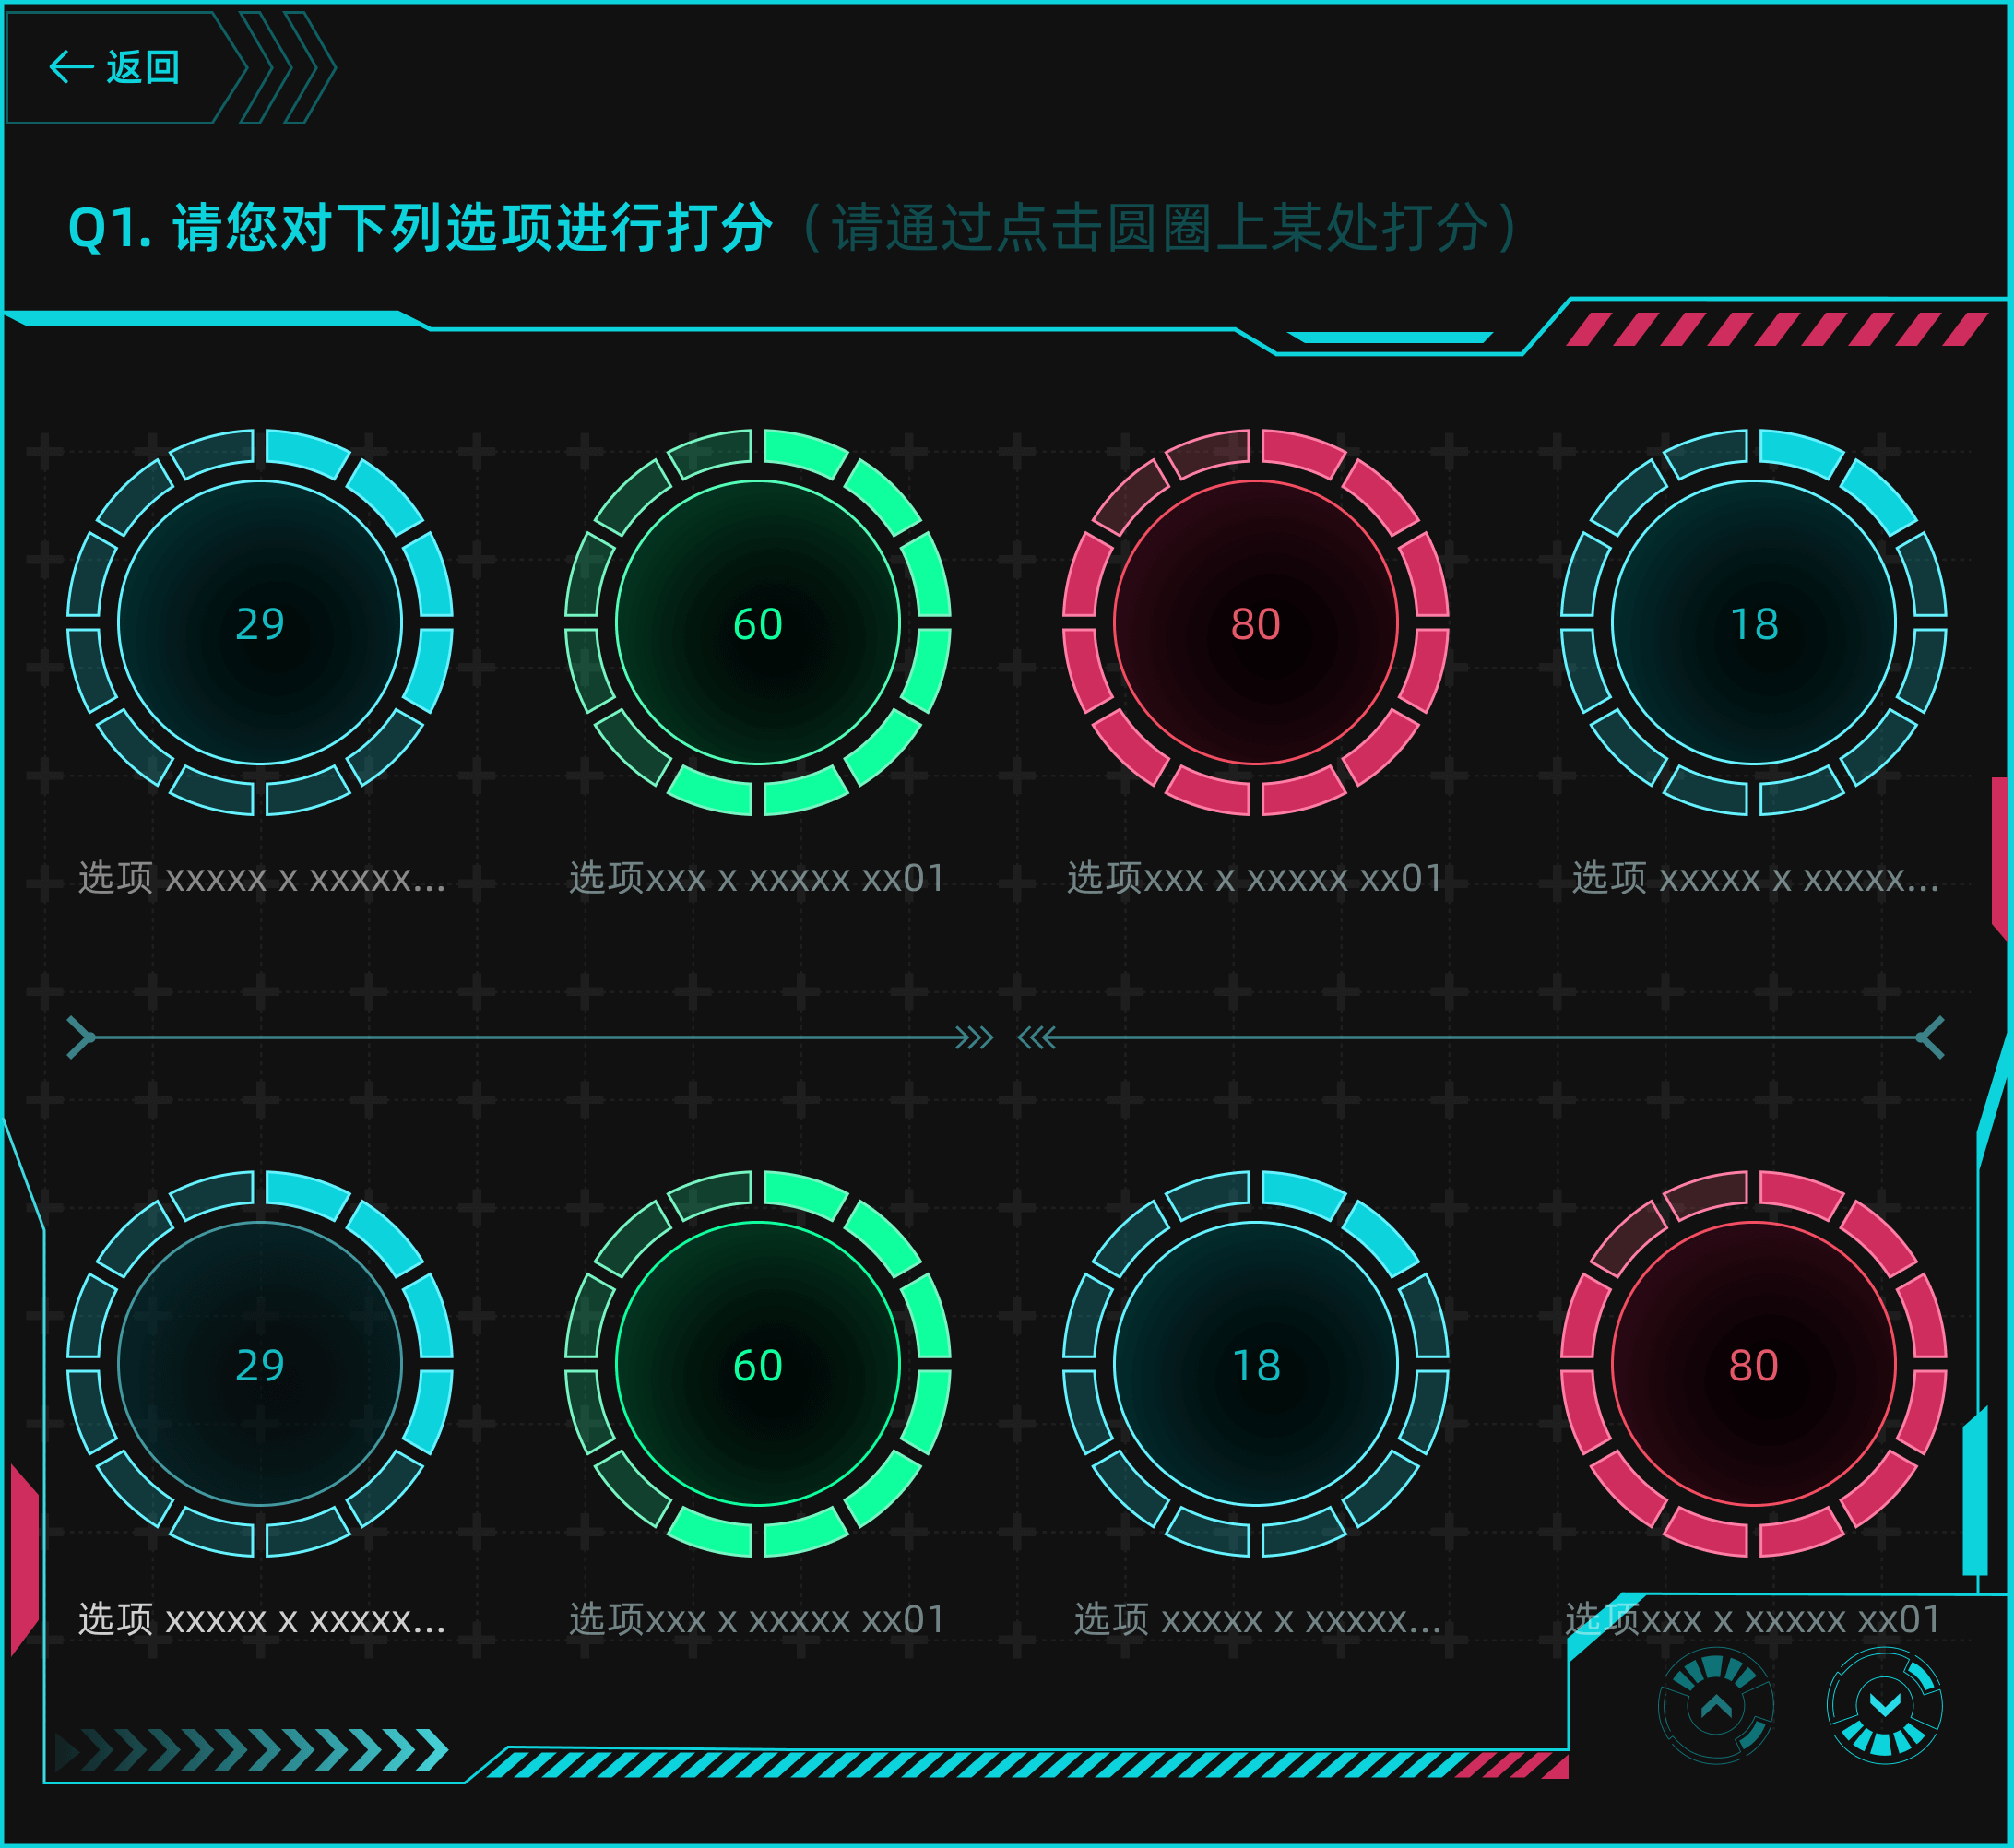 返回
Q1. 请您对下列选项进行打分（请通过点击圆圈上某处打分）
29 60 80 18
选项 xxxxx x xxxxx... 选项xxx x xxxxx xx01 选项xxx x xxxxx xx01 选项 xxxxx x xxxxx...
29 60 18 80
选项 xxxxx x xxxxx... 选项xxx x xxxxx xx01 选项 xxxxx x xxxxx... 选项xxx x xxxxx xx01